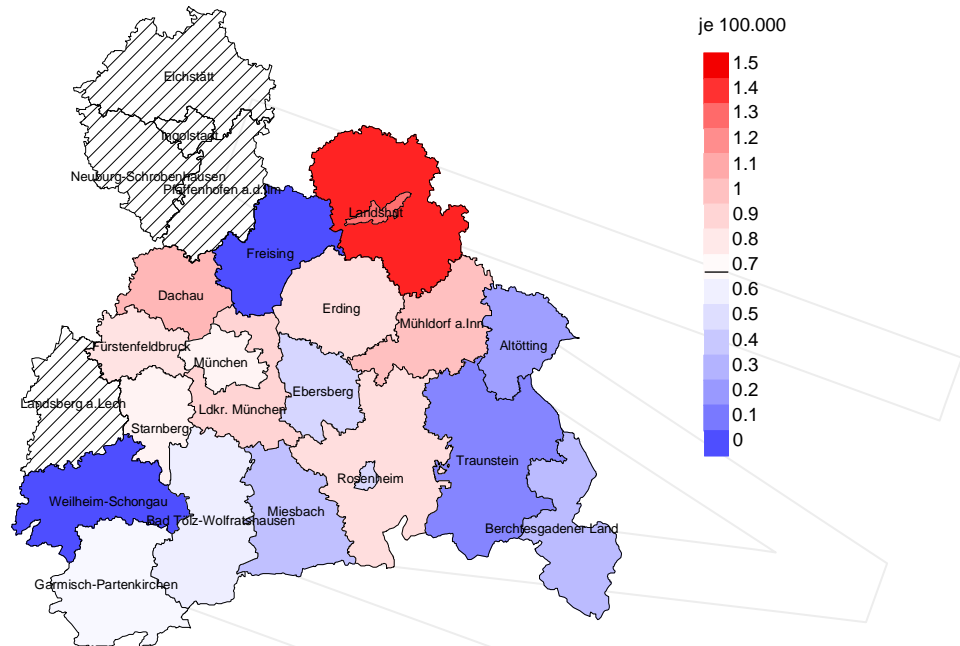 je 100.000
1.5
1.4
1.3
1.2
1.1
1
0.9
0.8
0.7
0.6
0.5
0.4
0.3
0.2
0.1
0
Eichstätt
Ingolstadt
Neuburg-Schrobenhausen
Pfaffenhofen a.d.Ilm
Landshut
Freising
Dachau
Erding
Mühldorf a.Inn
Altötting
Fürstenfeldbruck
München
Ebersberg
Landsberg a.Lech
Ldkr. München
Starnberg
Traunstein
Rosenheim
Weilheim-Schongau
Miesbach
Bad Tölz-Wolfratshausen
Berchtesgadener Land
Garmisch-Partenkirchen